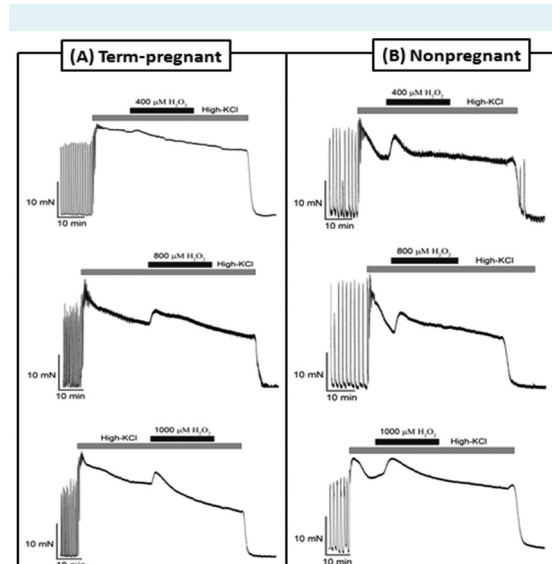 (A) Term-pregnant
400 μM H₂O₂
High-KCl
10 mN
10 min
800 μM H₂O₂
High-KCl
10 mN
10 min
1000 μM H₂O₂
High-KCl
10 mN
10 min
(B) Nonpregnant
400 μM H₂O₂
High-KCl
10 mN
10 min
800 μM H₂O₂
High-KCl
10 mN
10 min
1000 μM H₂O₂
High-KCl
10 mN
10 min